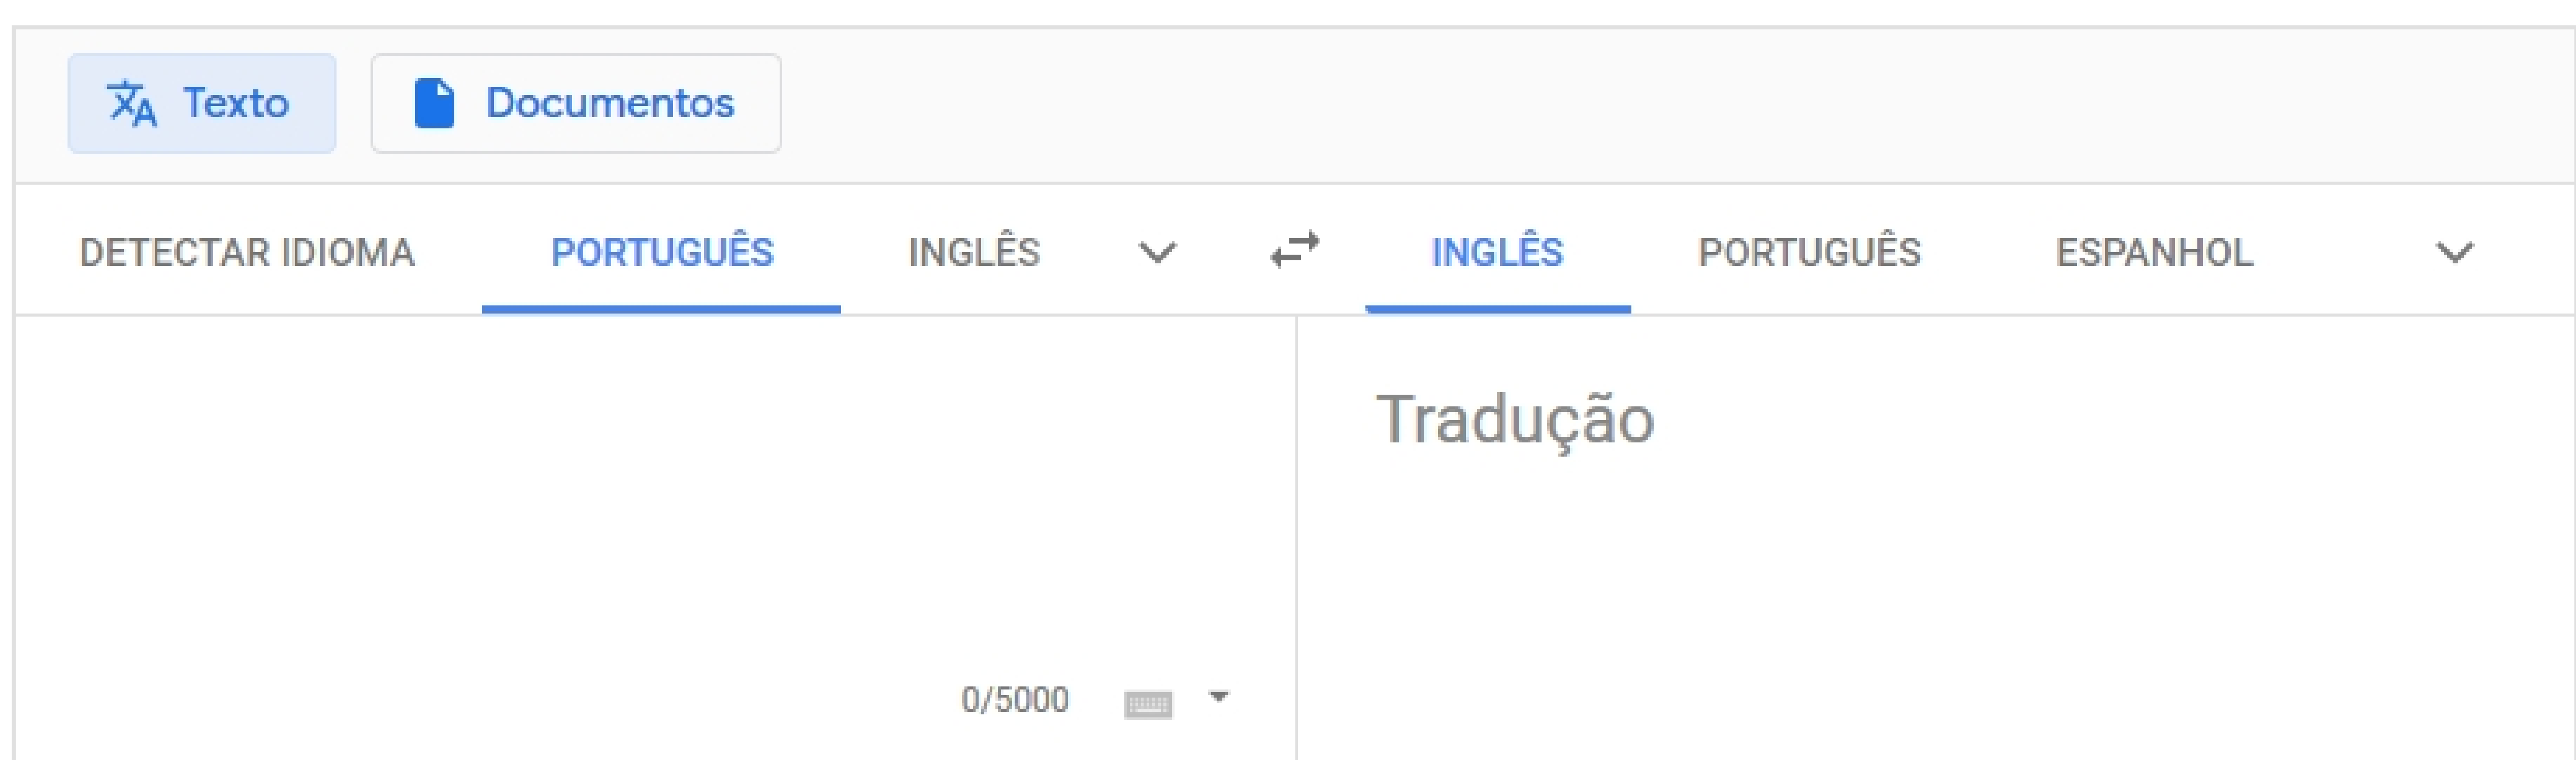 Texto Documentos
DETECTAR IDIOMA PORTUGUÊS INGLÊS INGLÊS PORTUGUÊS ESPANHOL
Tradução
0/5000